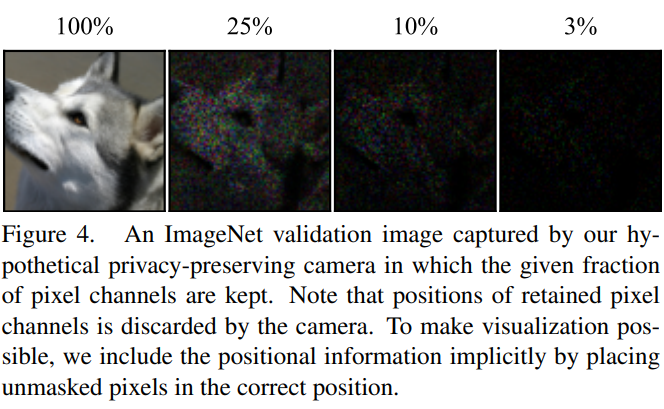 100% 25% 10% 3%
Figure 4. An ImageNet validation image captured by our hy-
pothetical privacy-preserving camera in which the given fraction
of pixel channels are kept. Note that positions of retained pixel
channels is discarded by the camera. To make visualization pos-
sible, we include the positional information implicitly by placing
unmasked pixels in the correct position.